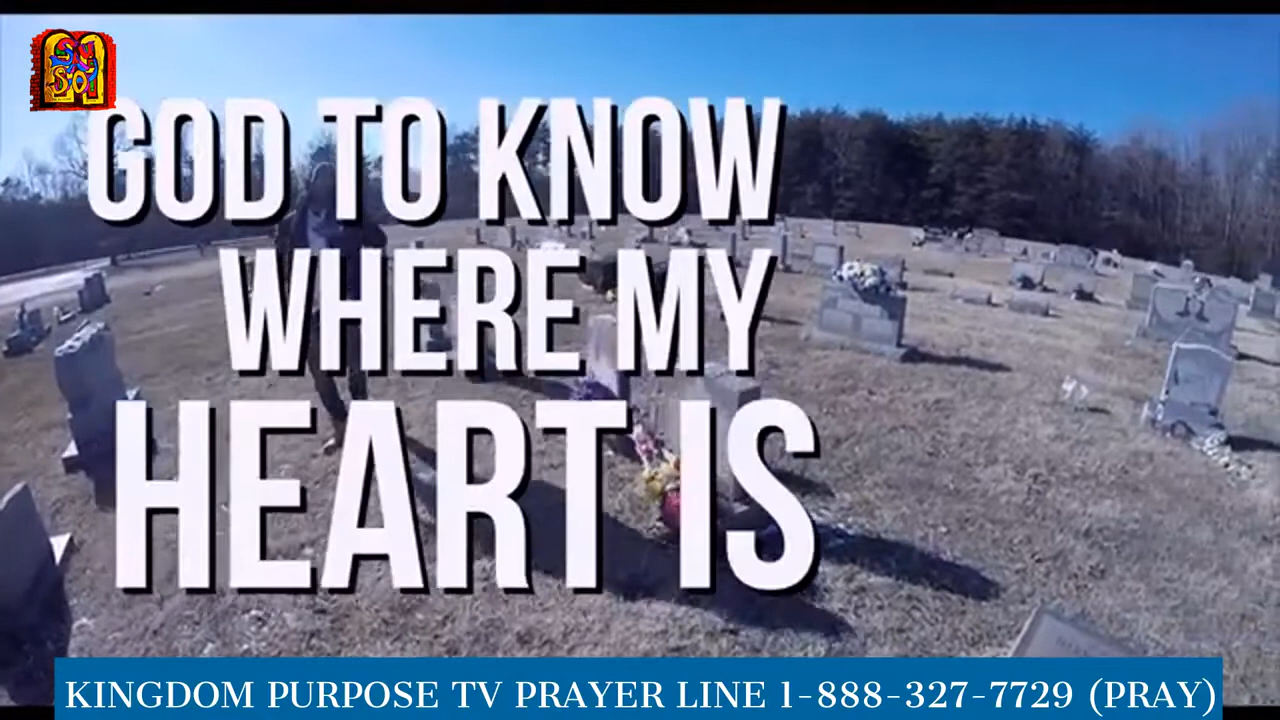 GOD TO KNOW
WHERE MY
HEART IS
KINGDOM PURPOSE TV PRAYER LINE 1-888-327-7729 (PRAY)